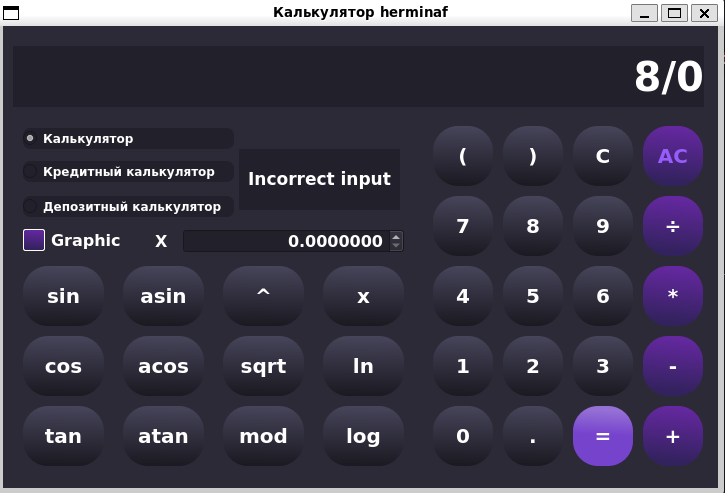 Калькулятор herminaf
8/0
Калькулятор
Кредитный калькулятор
Депозитный калькулятор
Incorrect input
Graphic X 0.0000000
( ) C AC
7 8 9 ÷
sin asin ^ x 4 5 6 *
cos acos sqrt ln 1 2 3 -
tan atan mod log 0 . = +